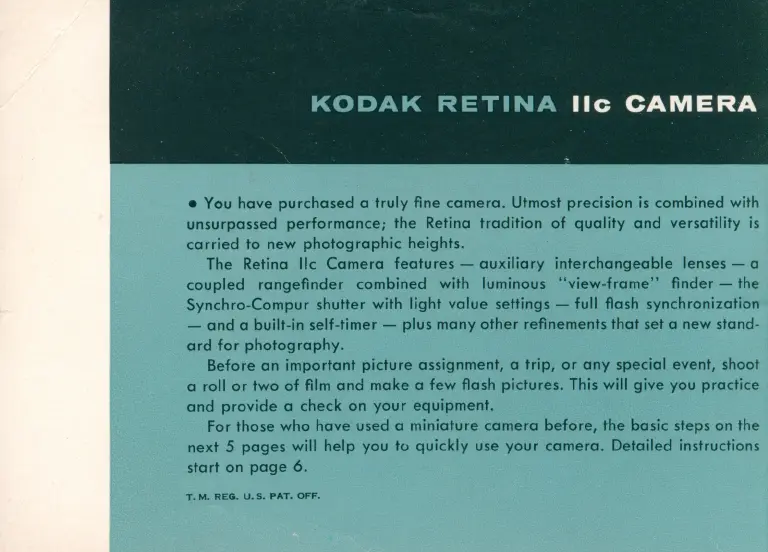 KODAK RETINA IIc CAMERA
• You have purchased a truly fine camera. Utmost precision is combined with
unsurpassed performance; the Retina tradition of quality and versatility is
carried to new photographic heights.
The Retina IIc Camera features — auxiliary interchangeable lenses — a
coupled rangefinder combined with luminous "view-frame" finder — the
Synchro-Compur shutter with light value settings — full flash synchronization
— and a built-in self-timer — plus many other refinements that set a new stand-
ard for photography.
Before an important picture assignment, a trip, or any special event, shoot
a roll or two of film and make a few flash pictures. This will give you practice
and provide a check on your equipment.
For those who have used a miniature camera before, the basic steps on the
next 5 pages will help you to quickly use your camera. Detailed instructions
start on page 6.
T. M. REG. U. S. PAT. OFF.